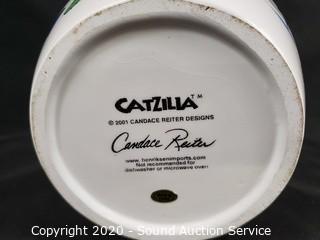 CATZILLA™
© 2001 CANDACE REITER DESIGNS
Candace Reiter
www.henriksenimports.com
Not recommended for
dishwasher or microwave oven
Copyright 2020 - Sound Auction Service